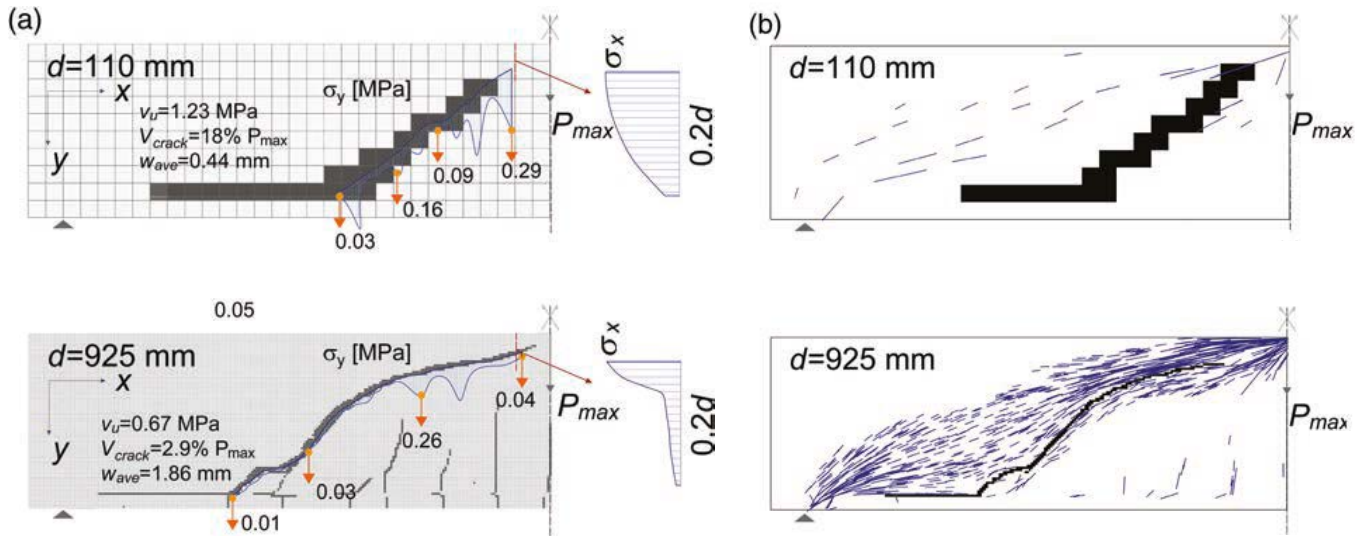 (a)
d=110 mm
x
y
σy [MPa]
vu=1.23 MPa
Vcrack=18% Pmax
wave=0.44 mm
0.03
0.16
0.09
0.29
Pmax
σx
0.2d
0.05
d=925 mm
x
y
σy [MPa]
vu=0.67 MPa
Vcrack=2.9% Pmax
wave=1.86 mm
0.01
0.03
0.26
0.04
Pmax
σx
0.2d
(b)
d=110 mm
Pmax
d=925 mm
Pmax